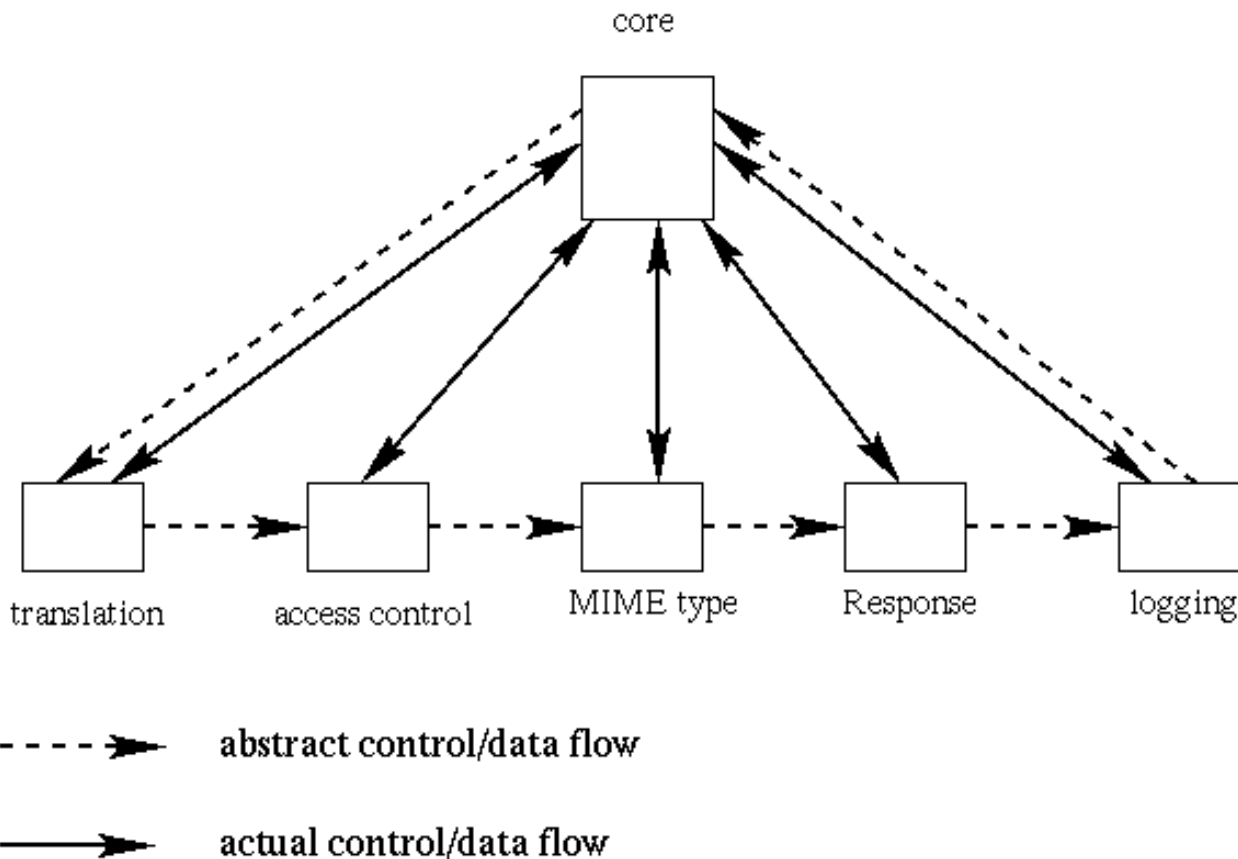 core
translation
access control
MIME type
Response
logging
abstract control/data flow
actual control/data flow